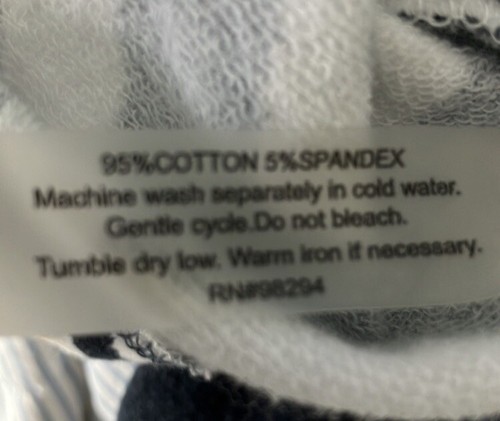 95%COTTON 5%SPANDEX
Machine wash separately in cold water.
Gentle cycle.Do not bleach.
Tumble dry low. Warm iron if necessary.
RN#98294